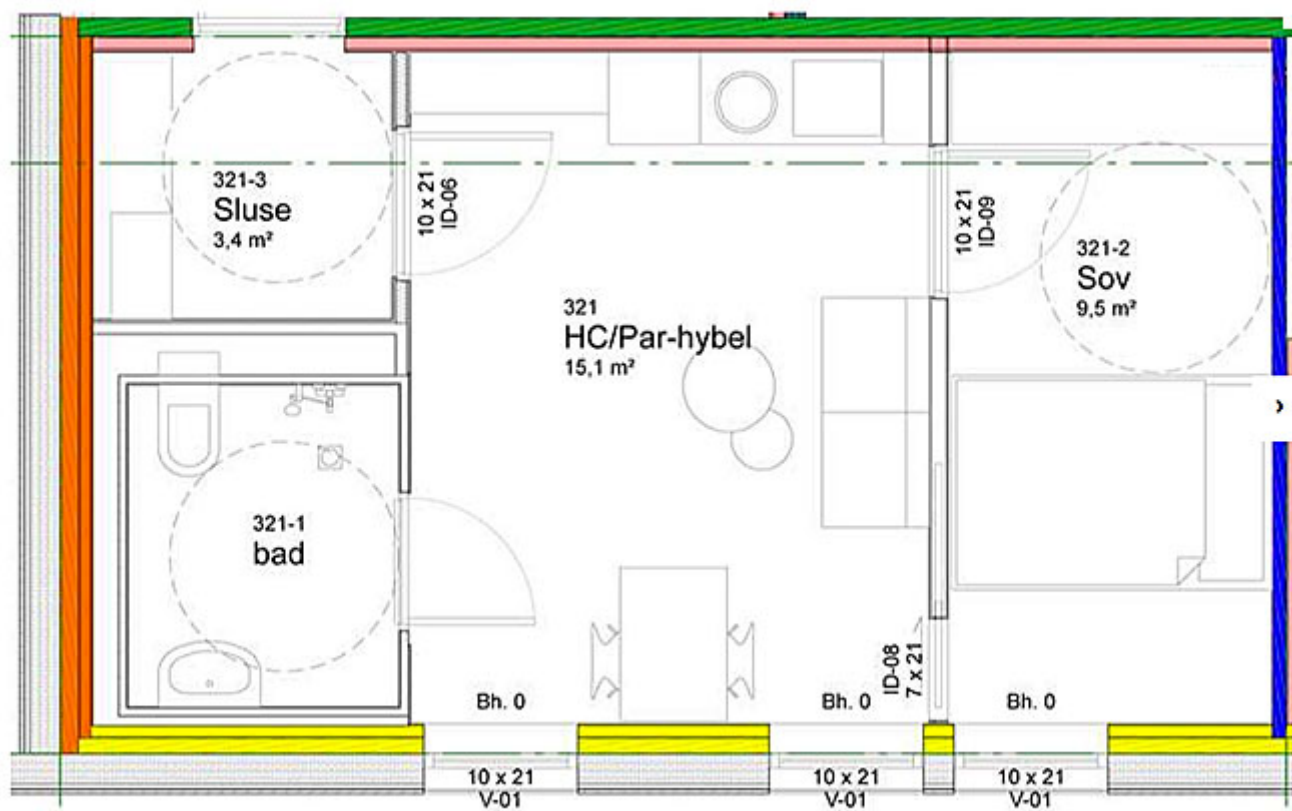 321-3
Sluse
3,4 m²
10 x 21
ID-06
10 x 21
ID-09
321-2
Sov
9,5 m²
321
HC/Par-hybel
15,1 m²
321-1
bad
ID-08
7 x 21
Bh. 0
Bh. 0
Bh. 0
10 x 21
V-01
10 x 21
V-01
10 x 21
V-01